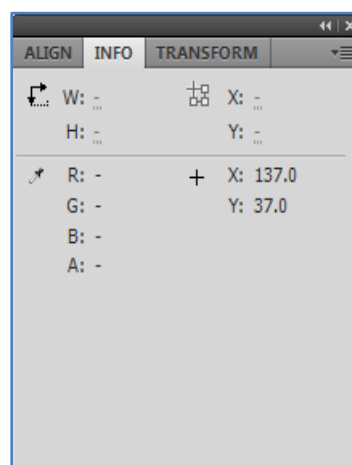 ALIGN INFO TRANSFORM
W: - X: -
H: - Y: -
R: - X: 137.0
G: - Y: 37.0
B: -
A: -